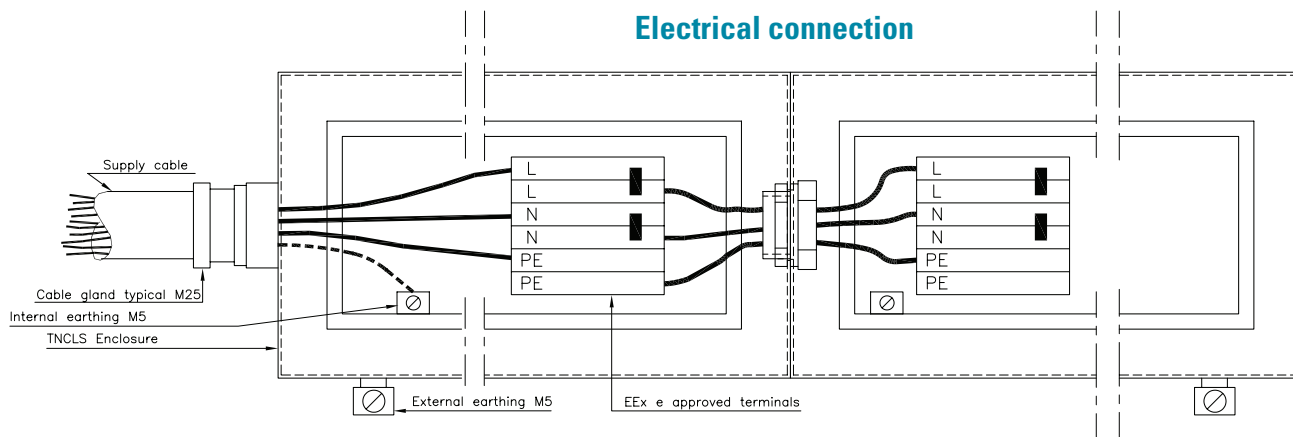 Electrical connection
Supply cable
L
L
N
N
PE
PE
L
L
N
N
PE
PE
Cable gland typical M25
Internal earthing M5
TNCLS Enclosure
External earthing M5
EEx e approved terminals